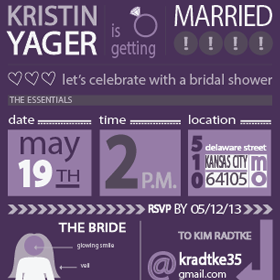 KRISTIN
YAGER
is
getting
MARRIED
! ! ! !
let's celebrate with a bridal shower
THE ESSENTIALS
date
time
location
may
19TH
2 P.M.
510
delaware street
KANSAS CITY
mo
64105
RSVP BY 05/12/13
THE BRIDE
glowing smile
veil
TO KIM RADTKE
@
kradtke35
gmail.com